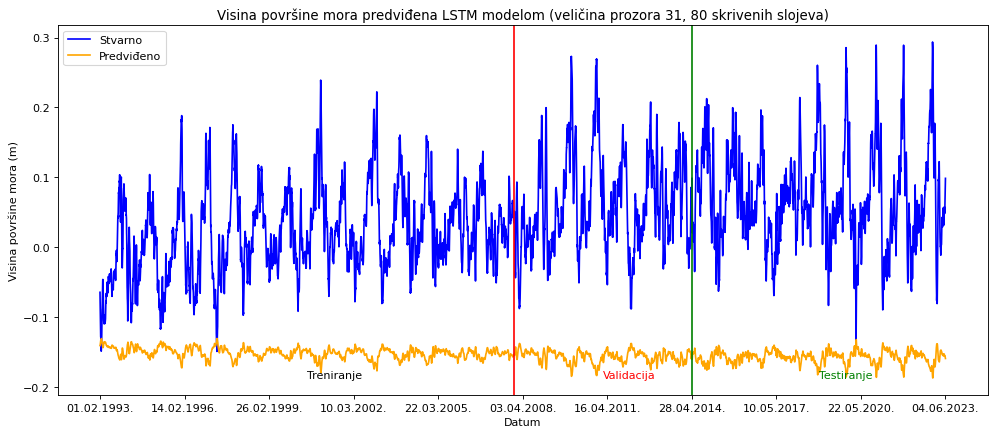 Visina površine mora predviđena LSTM modelom (veličina prozora 31, 80 skrivenih slojeva)
Stvarno
Predviđeno
Visina površine mora (m)
0.3
0.2
0.1
0.0
−0.1
−0.2
Treniranje
Validacija
Testiranje
01.02.1993.
14.02.1996.
26.02.1999.
10.03.2002.
22.03.2005.
03.04.2008.
16.04.2011.
28.04.2014.
10.05.2017.
22.05.2020.
04.06.2023.
Datum